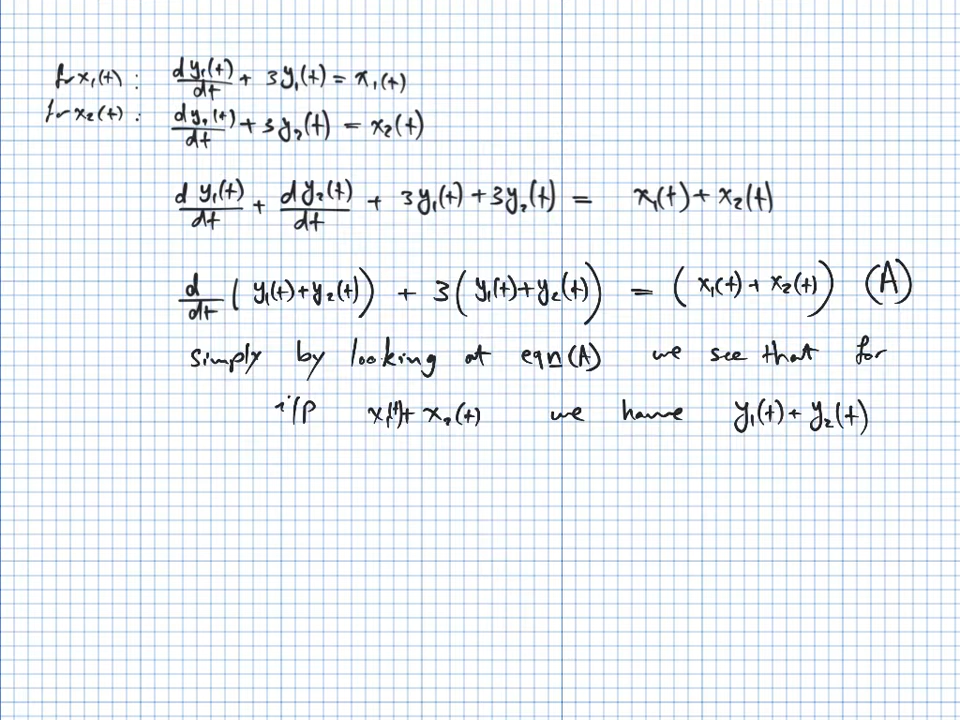 for x₁(t) : dy₁(t)/dt + 3y₁(t) = x₁(t)
for x₂(t) : dy₂(t)/dt + 3y₂(t) = x₂(t)
d y₁(t)/dt + d y₂(t)/dt + 3y₁(t) + 3y₂(t) = x₁(t) + x₂(t)
d/dt ( y₁(t) + y₂(t) ) + 3 ( y₁(t) + y₂(t) ) = ( x₁(t) + x₂(t) ) (A)
simply by looking at eqn (A) we see that for
i/p x₁(t) + x₂(t) we have y₁(t) + y₂(t)